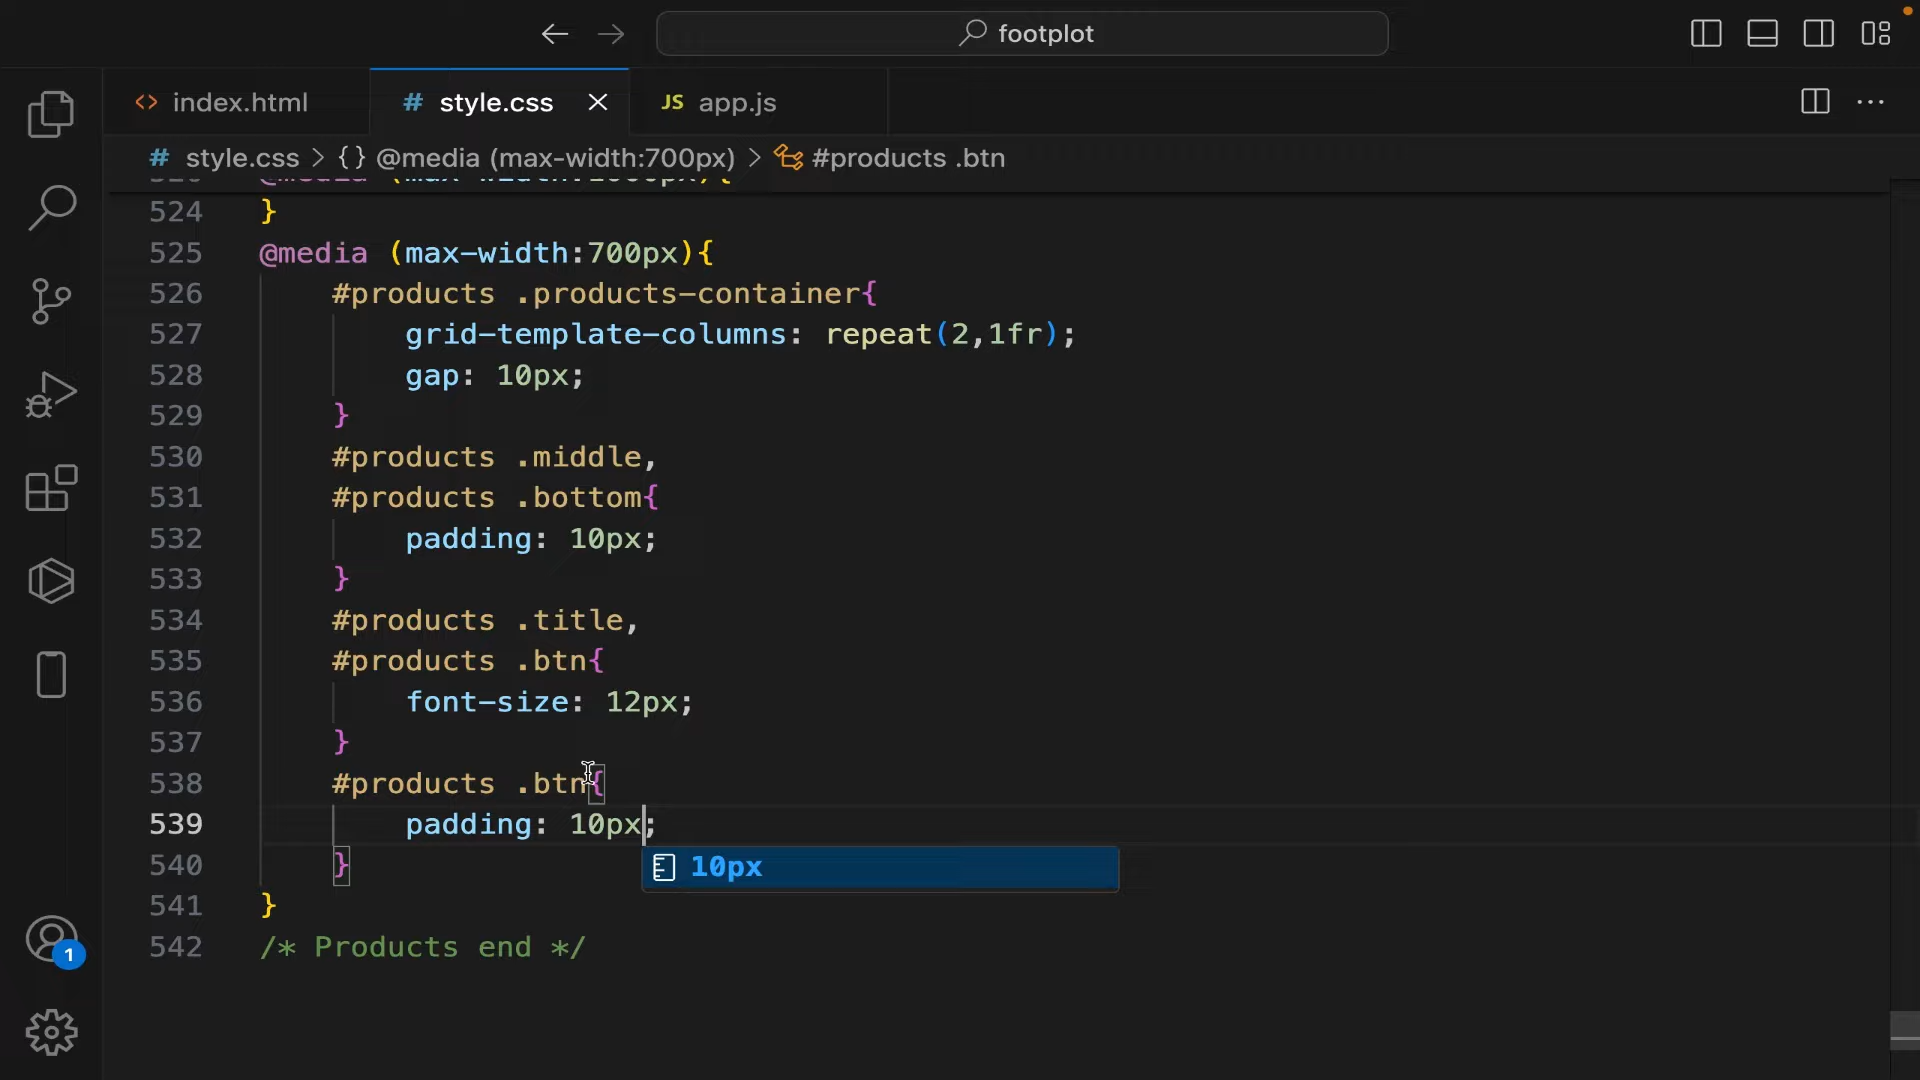 footplot
<> index.html
# style.css
JS app.js
# style.css > {} @media (max-width:700px) > #products .btn
524 }
525 @media (max-width:700px){
526 #products .products-container{
527 grid-template-columns: repeat(2,1fr);
528 gap: 10px;
529 }
530 #products .middle,
531 #products .bottom{
532 padding: 10px;
533 }
534 #products .title,
535 #products .btn{
536 font-size: 12px;
537 }
538 #products .btn{
539 padding: 10px;
540 }
10px
541 }
542 /* Products end */
1